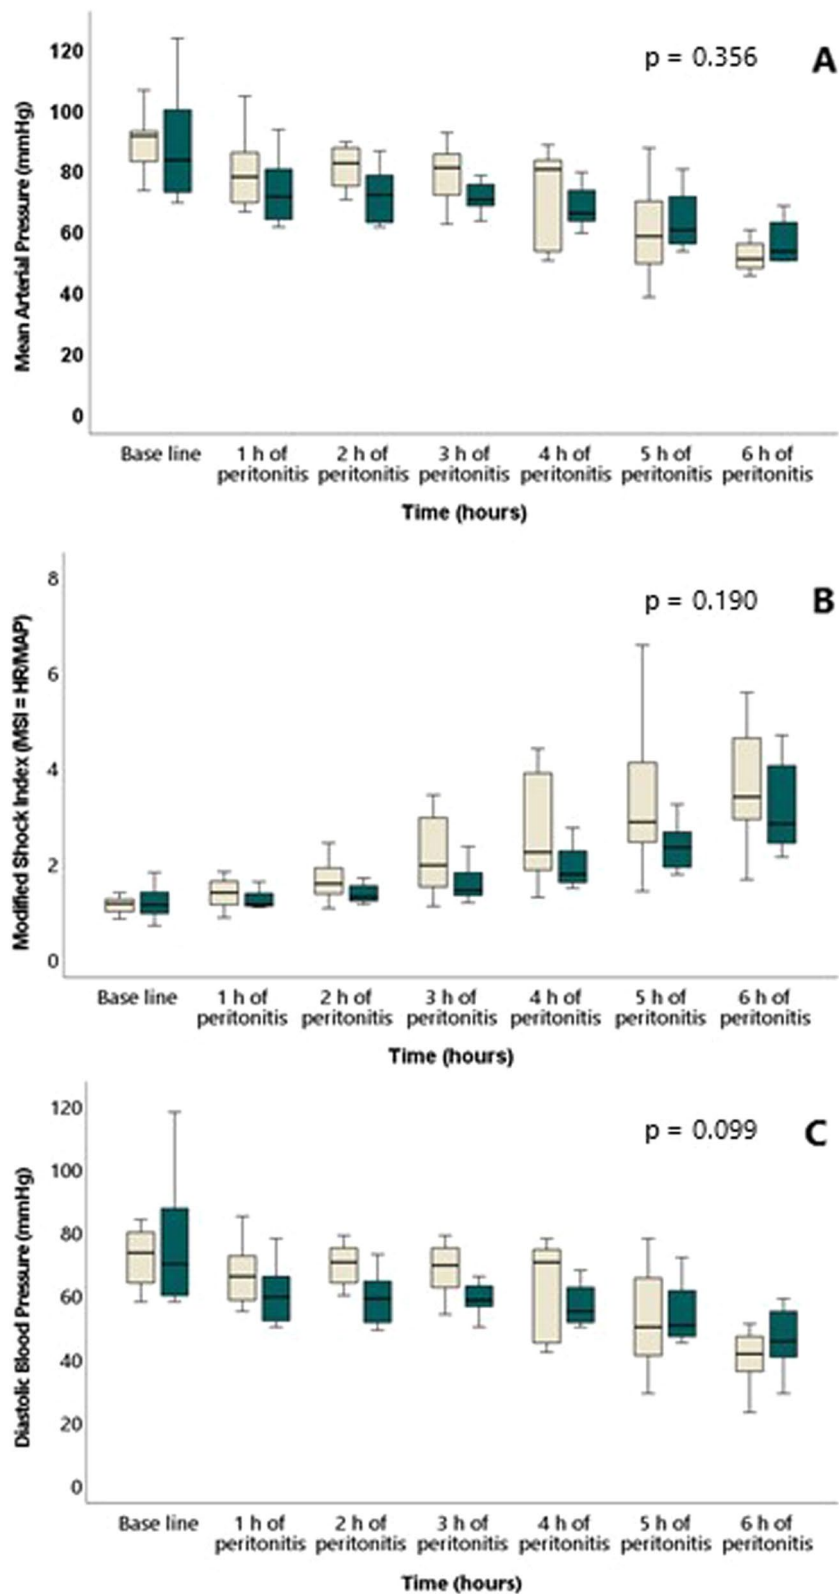 p = 0.356
A
Mean Arterial Pressure (mmHg)
120
100
80
60
40
20
0
Base line
1 h of
peritonitis
2 h of
peritonitis
3 h of
peritonitis
4 h of
peritonitis
5 h of
peritonitis
6 h of
peritonitis
Time (hours)
p = 0.190
B
Modified Shock Index (MSI = HR/MAP)
8
6
4
2
0
Base line
1 h of
peritonitis
2 h of
peritonitis
3 h of
peritonitis
4 h of
peritonitis
5 h of
peritonitis
6 h of
peritonitis
Time (hours)
p = 0.099
C
Diastolic Blood Pressure (mmHg)
120
100
80
60
40
20
0
Base line
1 h of
peritonitis
2 h of
peritonitis
3 h of
peritonitis
4 h of
peritonitis
5 h of
peritonitis
6 h of
peritonitis
Time (hours)